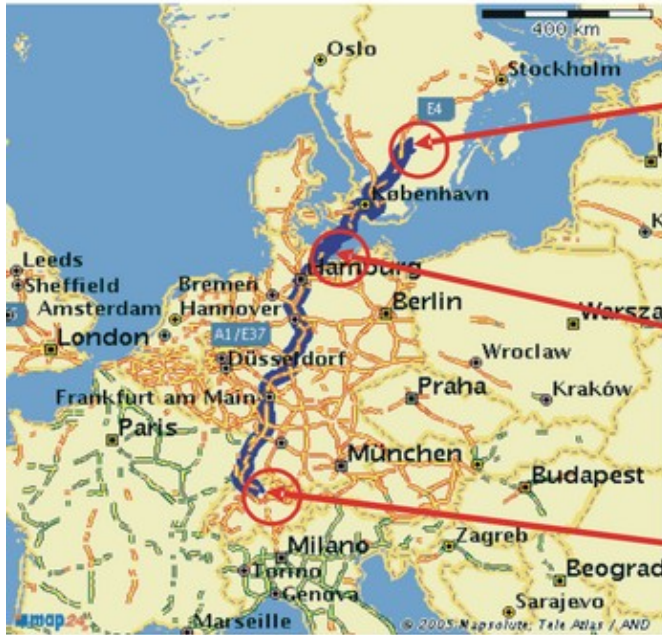 400 km
Oslo
Stockholm
E4
København
Leeds
Sheffield
Hamburg
Bremen
Amsterdam
Hannover
Berlin
Warsza
London
A1/E37
Düsseldorf
Wroclaw
Frankfurt am Main
Praha
Kraków
Paris
München
Budapest
Milano
Zagreb
Torino
Genova
Beograd
Sarajevo
Marseille
map24
© 2005 Mapsolute, Tele Atlas / AND